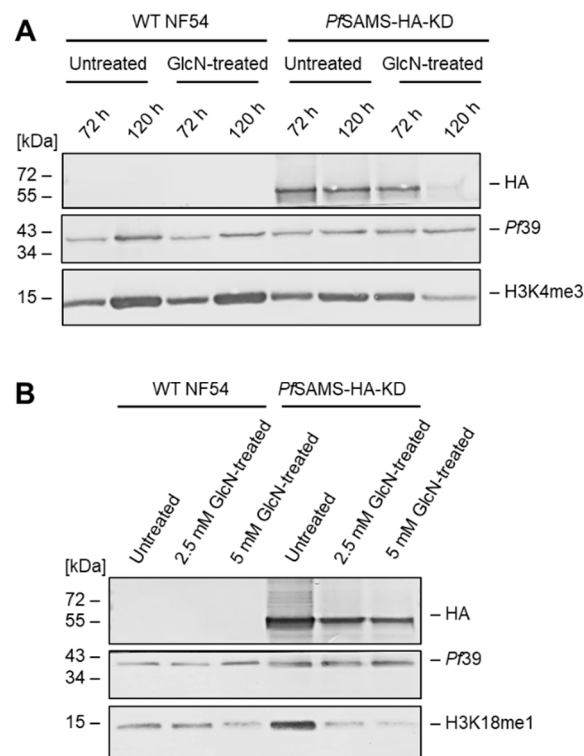 A
WT NF54 PfSAMS-HA-KD
Untreated GlcN-treated Untreated GlcN-treated
72 h 120 h 72 h 120 h 72 h 120 h 72 h 120 h
[kDa]
72 – – HA
55 –
43 – – Pf39
34 –
15 – – H3K4me3
B
WT NF54 PfSAMS-HA-KD
Untreated 2.5 mM GlcN-treated 5 mM GlcN-treated Untreated 2.5 mM GlcN-treated 5 mM GlcN-treated
[kDa]
72 –
55 – – HA
43 – – Pf39
34 –
15 – – H3K18me1